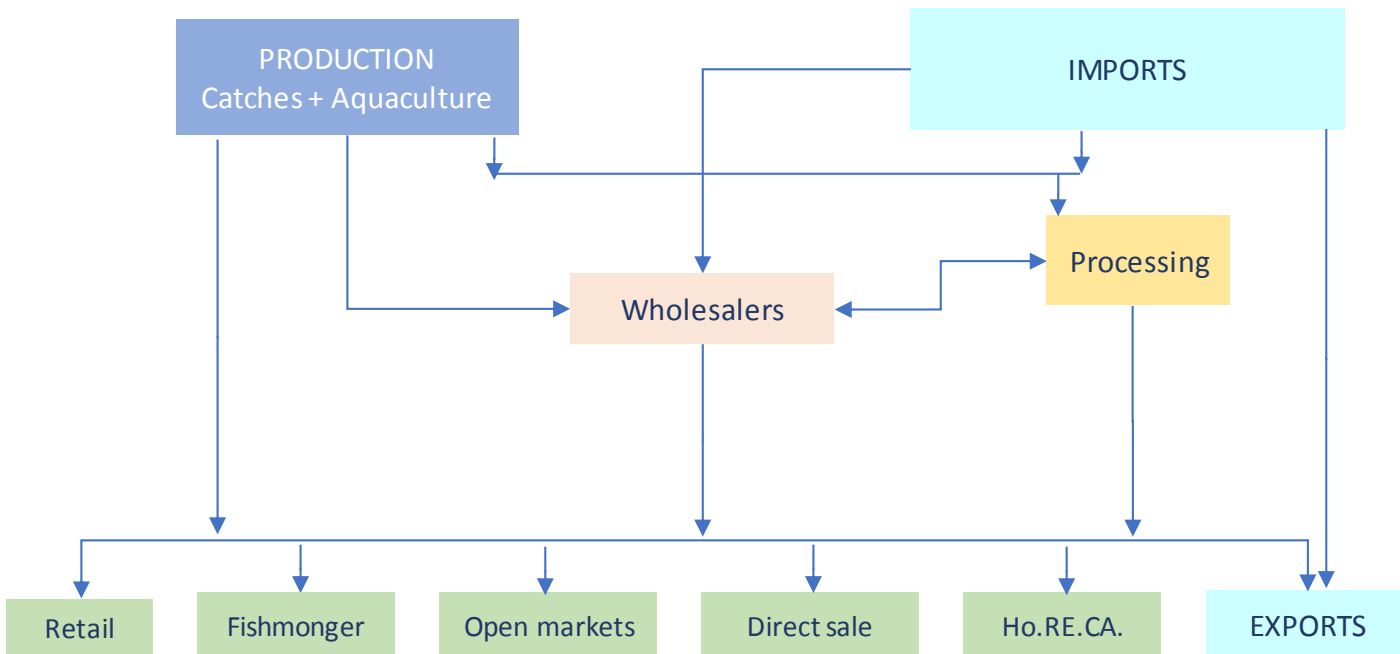 PRODUCTION
Catches + Aquaculture
IMPORTS
Processing
Wholesalers
Retail
Fishmonger
Open markets
Direct sale
Ho.RE.CA.
EXPORTS